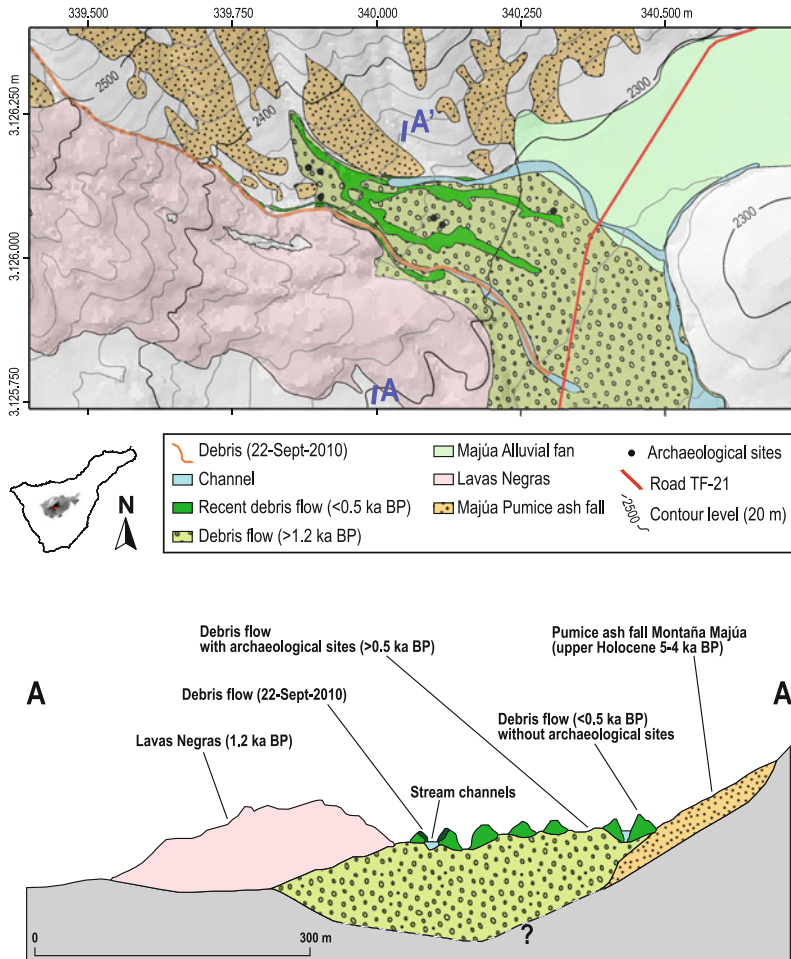 339.500
339.750
340.000
340.250
340.500 m
3.126.250 m
3.126.000
3.125.750
2500
2400
2300
2300
2300
A'
A
Debris (22-Sept-2010)
Channel
Recent debris flow (<0.5 ka BP)
Debris flow (>1.2 ka BP)
Majúa Alluvial fan
Lavas Negras
Majúa Pumice ash fall
Archaeological sites
Road TF-21
2500
Contour level (20 m)
N
Debris flow
with archaeological sites (>0.5 ka BP)
Pumice ash fall Montaña Majúa
(upper Holocene 5-4 ka BP)
A
A
Debris flow (22-Sept-2010)
Debris flow (<0.5 ka BP)
without archaeological sites
Lavas Negras (1.2 ka BP)
Stream channels
?
0
300 m